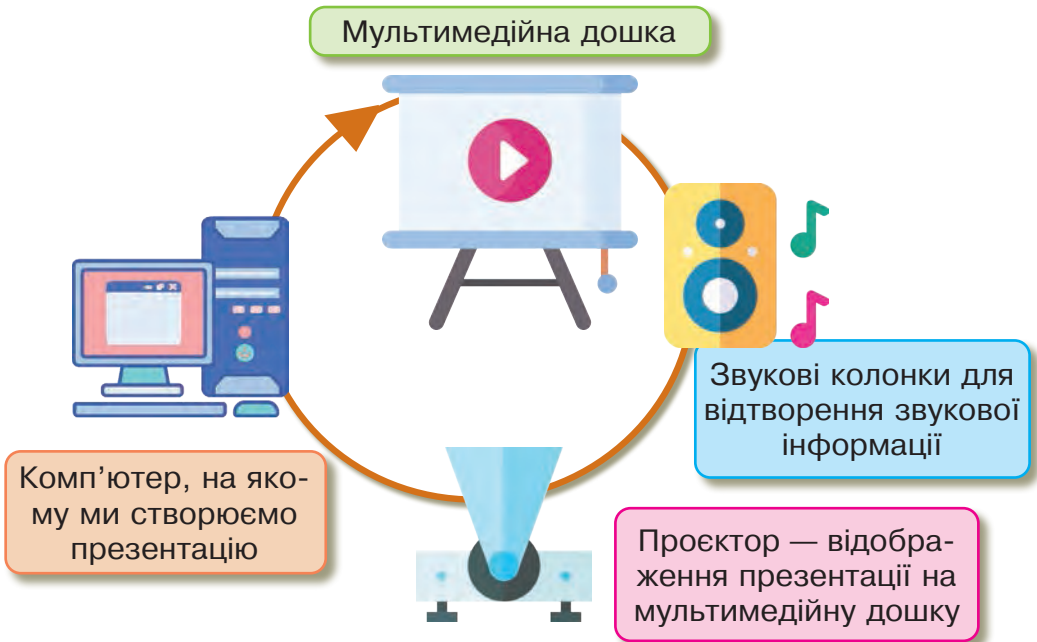 Мультимедійна дошка
Звукові колонки для
відтворення звукової
інформації
Комп’ютер, на яко-
му ми створюємо
презентацію
Проєктор — відобра-
ження презентації на
мультимедійну дошку